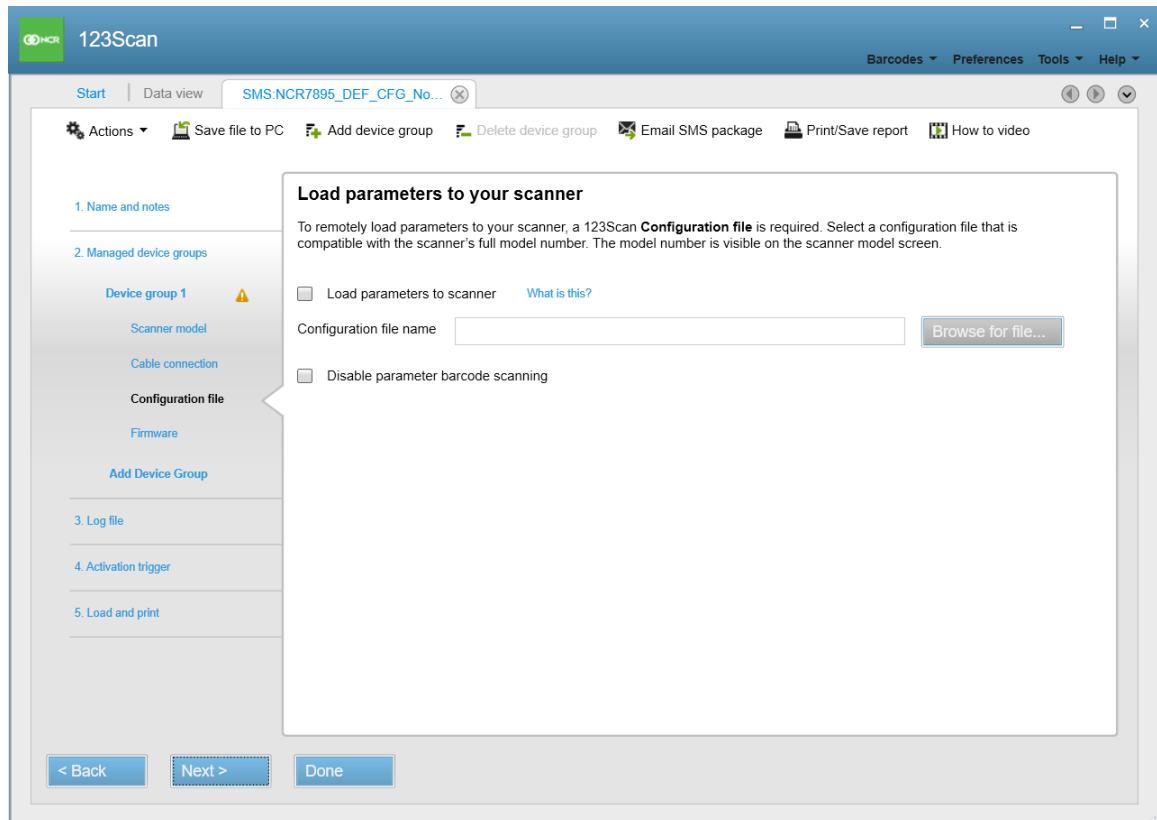 NCR
123Scan
Barcodes Preferences Tools Help
Start Data view SMS:NCR7895_DEF_CFG_No...
Actions Save file to PC Add device group Delete device group Email SMS package Print/Save report How to video
1. Name and notes
2. Managed device groups
Device group 1
Scanner model
Cable connection
Configuration file
Firmware
Add Device Group
3. Log file
4. Activation trigger
5. Load and print
Load parameters to your scanner
To remotely load parameters to your scanner, a 123Scan Configuration file is required. Select a configuration file that is
compatible with the scanner's full model number. The model number is visible on the scanner model screen.
Load parameters to scanner What is this?
Configuration file name Browse for file...
Disable parameter barcode scanning
< Back Next > Done